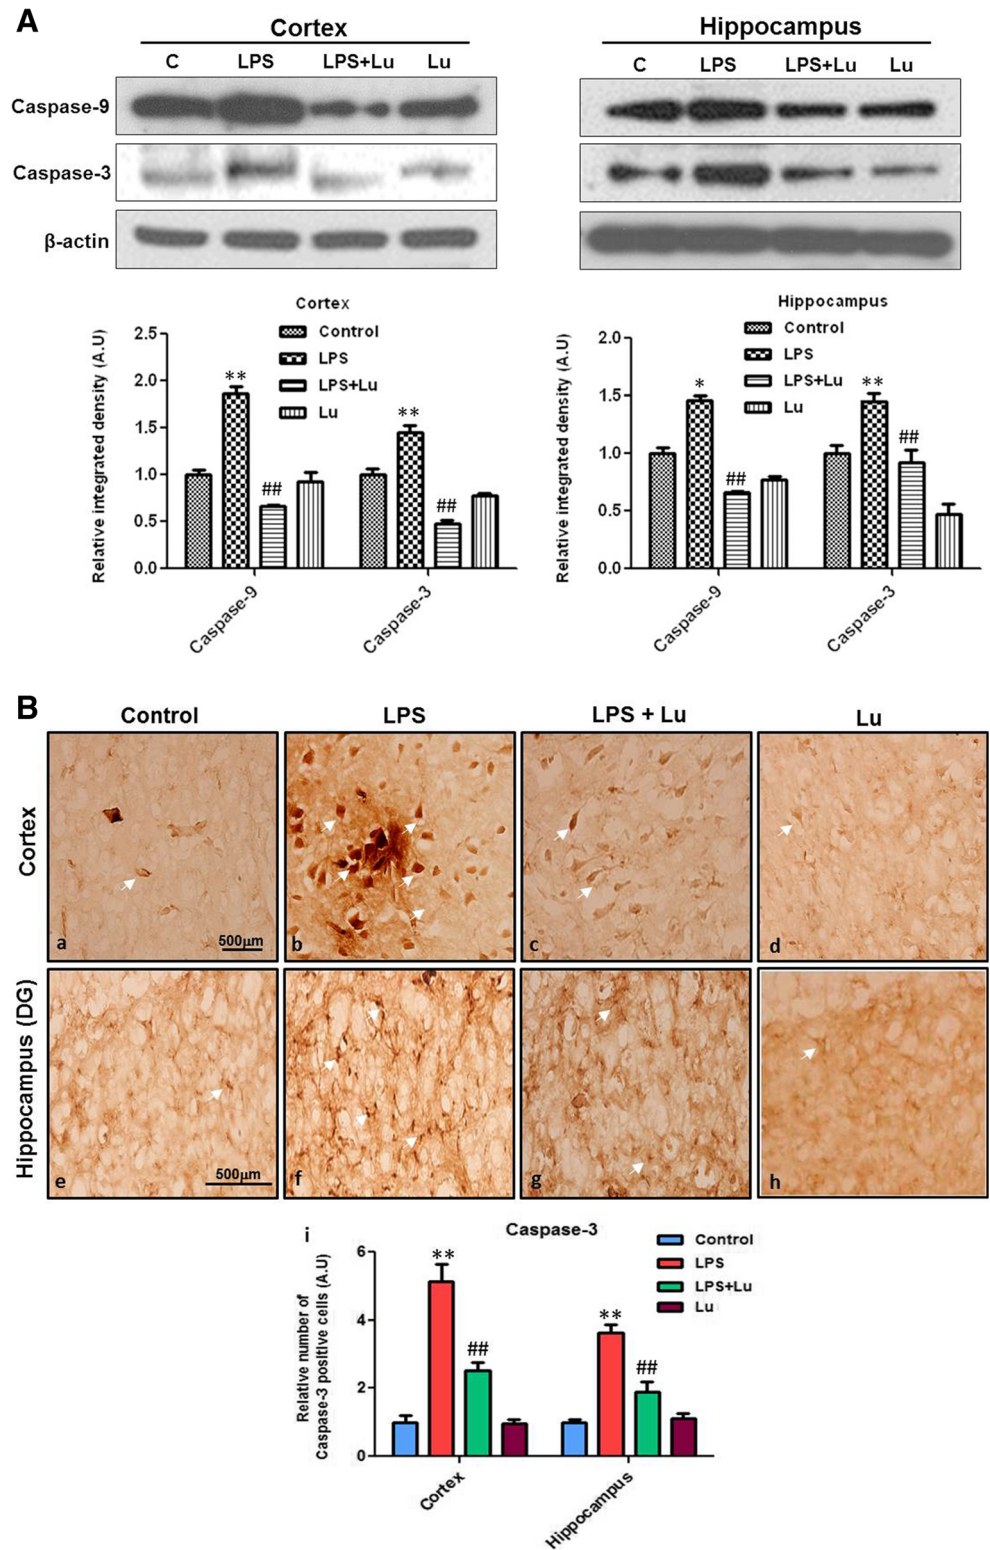 A
Cortex
Hippocampus
C LPS LPS+Lu Lu
C LPS LPS+Lu Lu
Caspase-9
Caspase-3
β-actin
Cortex
Control
LPS
LPS+Lu
Lu
Relative integrated density (A.U)
2.5
2.0
1.5
1.0
0.5
0.0
**
##
**
##
Caspase-9
Caspase-3
Hippocampus
Control
LPS
LPS+Lu
Lu
Relative integrated density (A.U)
2.0
1.5
1.0
0.5
0.0
*
##
**
##
Caspase-9
Caspase-3
B
Control LPS LPS + Lu Lu
Cortex
a
500μm
b
c
d
Hippocampus (DG)
e
500μm
f
g
h
i
Caspase-3
Control
LPS
LPS+Lu
Lu
Relative number of
Caspase-3 positive cells (A.U)
6
4
2
0
**
##
**
##
Cortex
Hippocampus